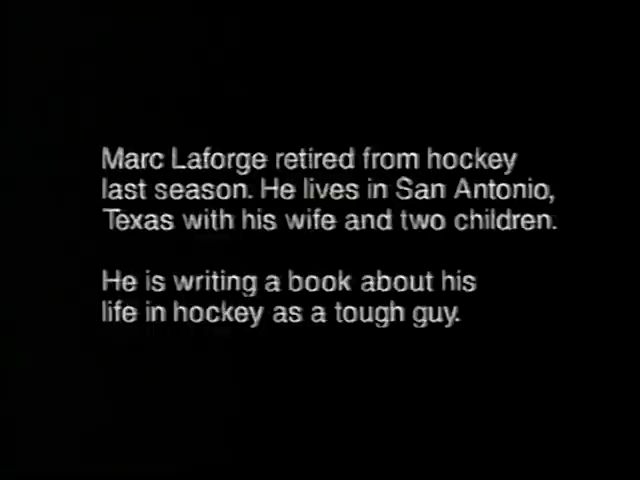 Marc Laforge retired from hockey
last season. He lives in San Antonio,
Texas with his wife and two children.
He is writing a book about his
life in hockey as a tough guy.